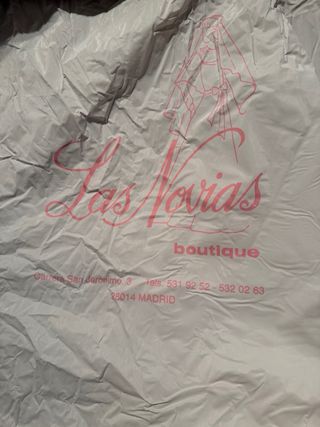 Las Novias
boutique
Carrera San Jerónimo, 3 Tels. 531 92 52 - 532 02 63
28014 MADRID